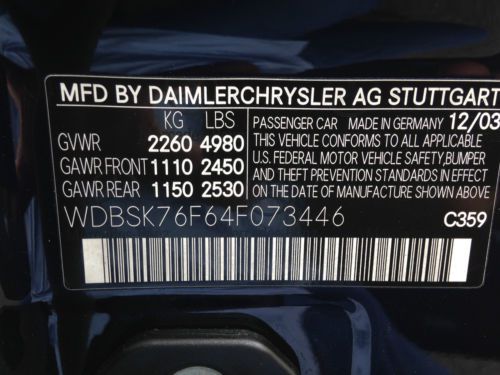 MFD BY DAIMLERCHRYSLER AG STUTTGART
KG LBS
PASSENGER CAR MADE IN GERMANY 12/03
GVWR 2260 4980
THIS VEHICLE CONFORMS TO ALL APPLICABLE
GAWR FRONT 1110 2450
U.S. FEDERAL MOTOR VEHICLE SAFETY, BUMPER
AND THEFT PREVENTION STANDARDS IN EFFECT
GAWR REAR 1150 2530
ON THE DATE OF MANUFACTURE SHOWN ABOVE.
WDBSK76F64F073446
C359